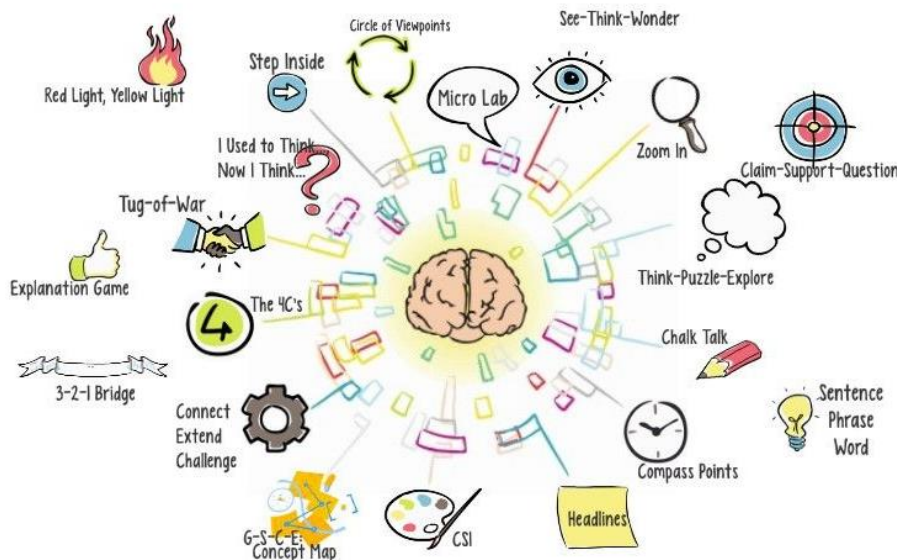 See-Think-Wonder
Circle of Viewpoints
Step Inside
Micro Lab
Red Light, Yellow Light
I Used to Think...
Now I Think...
Zoom In
Claim-Support-Question
Tug-of-War
Think-Puzzle-Explore
Explanation Game
4
The 4C's
Chalk Talk
3-2-1 Bridge
Connect
Extend
Challenge
Sentence
Phrase
Word
Compass Points
G-S-C-E:
Concept Map
CSI
Headlines